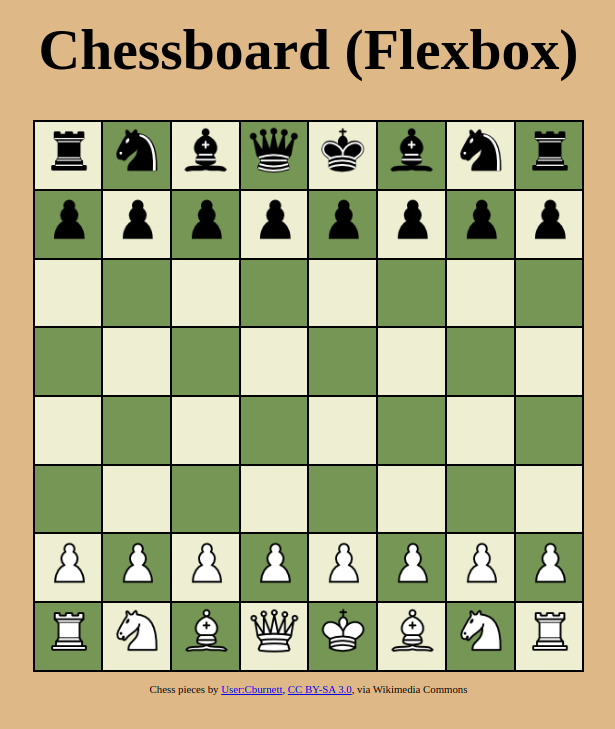 Chessboard (Flexbox)
Chess pieces by User:Cburnett, CC BY-SA 3.0, via Wikimedia Commons